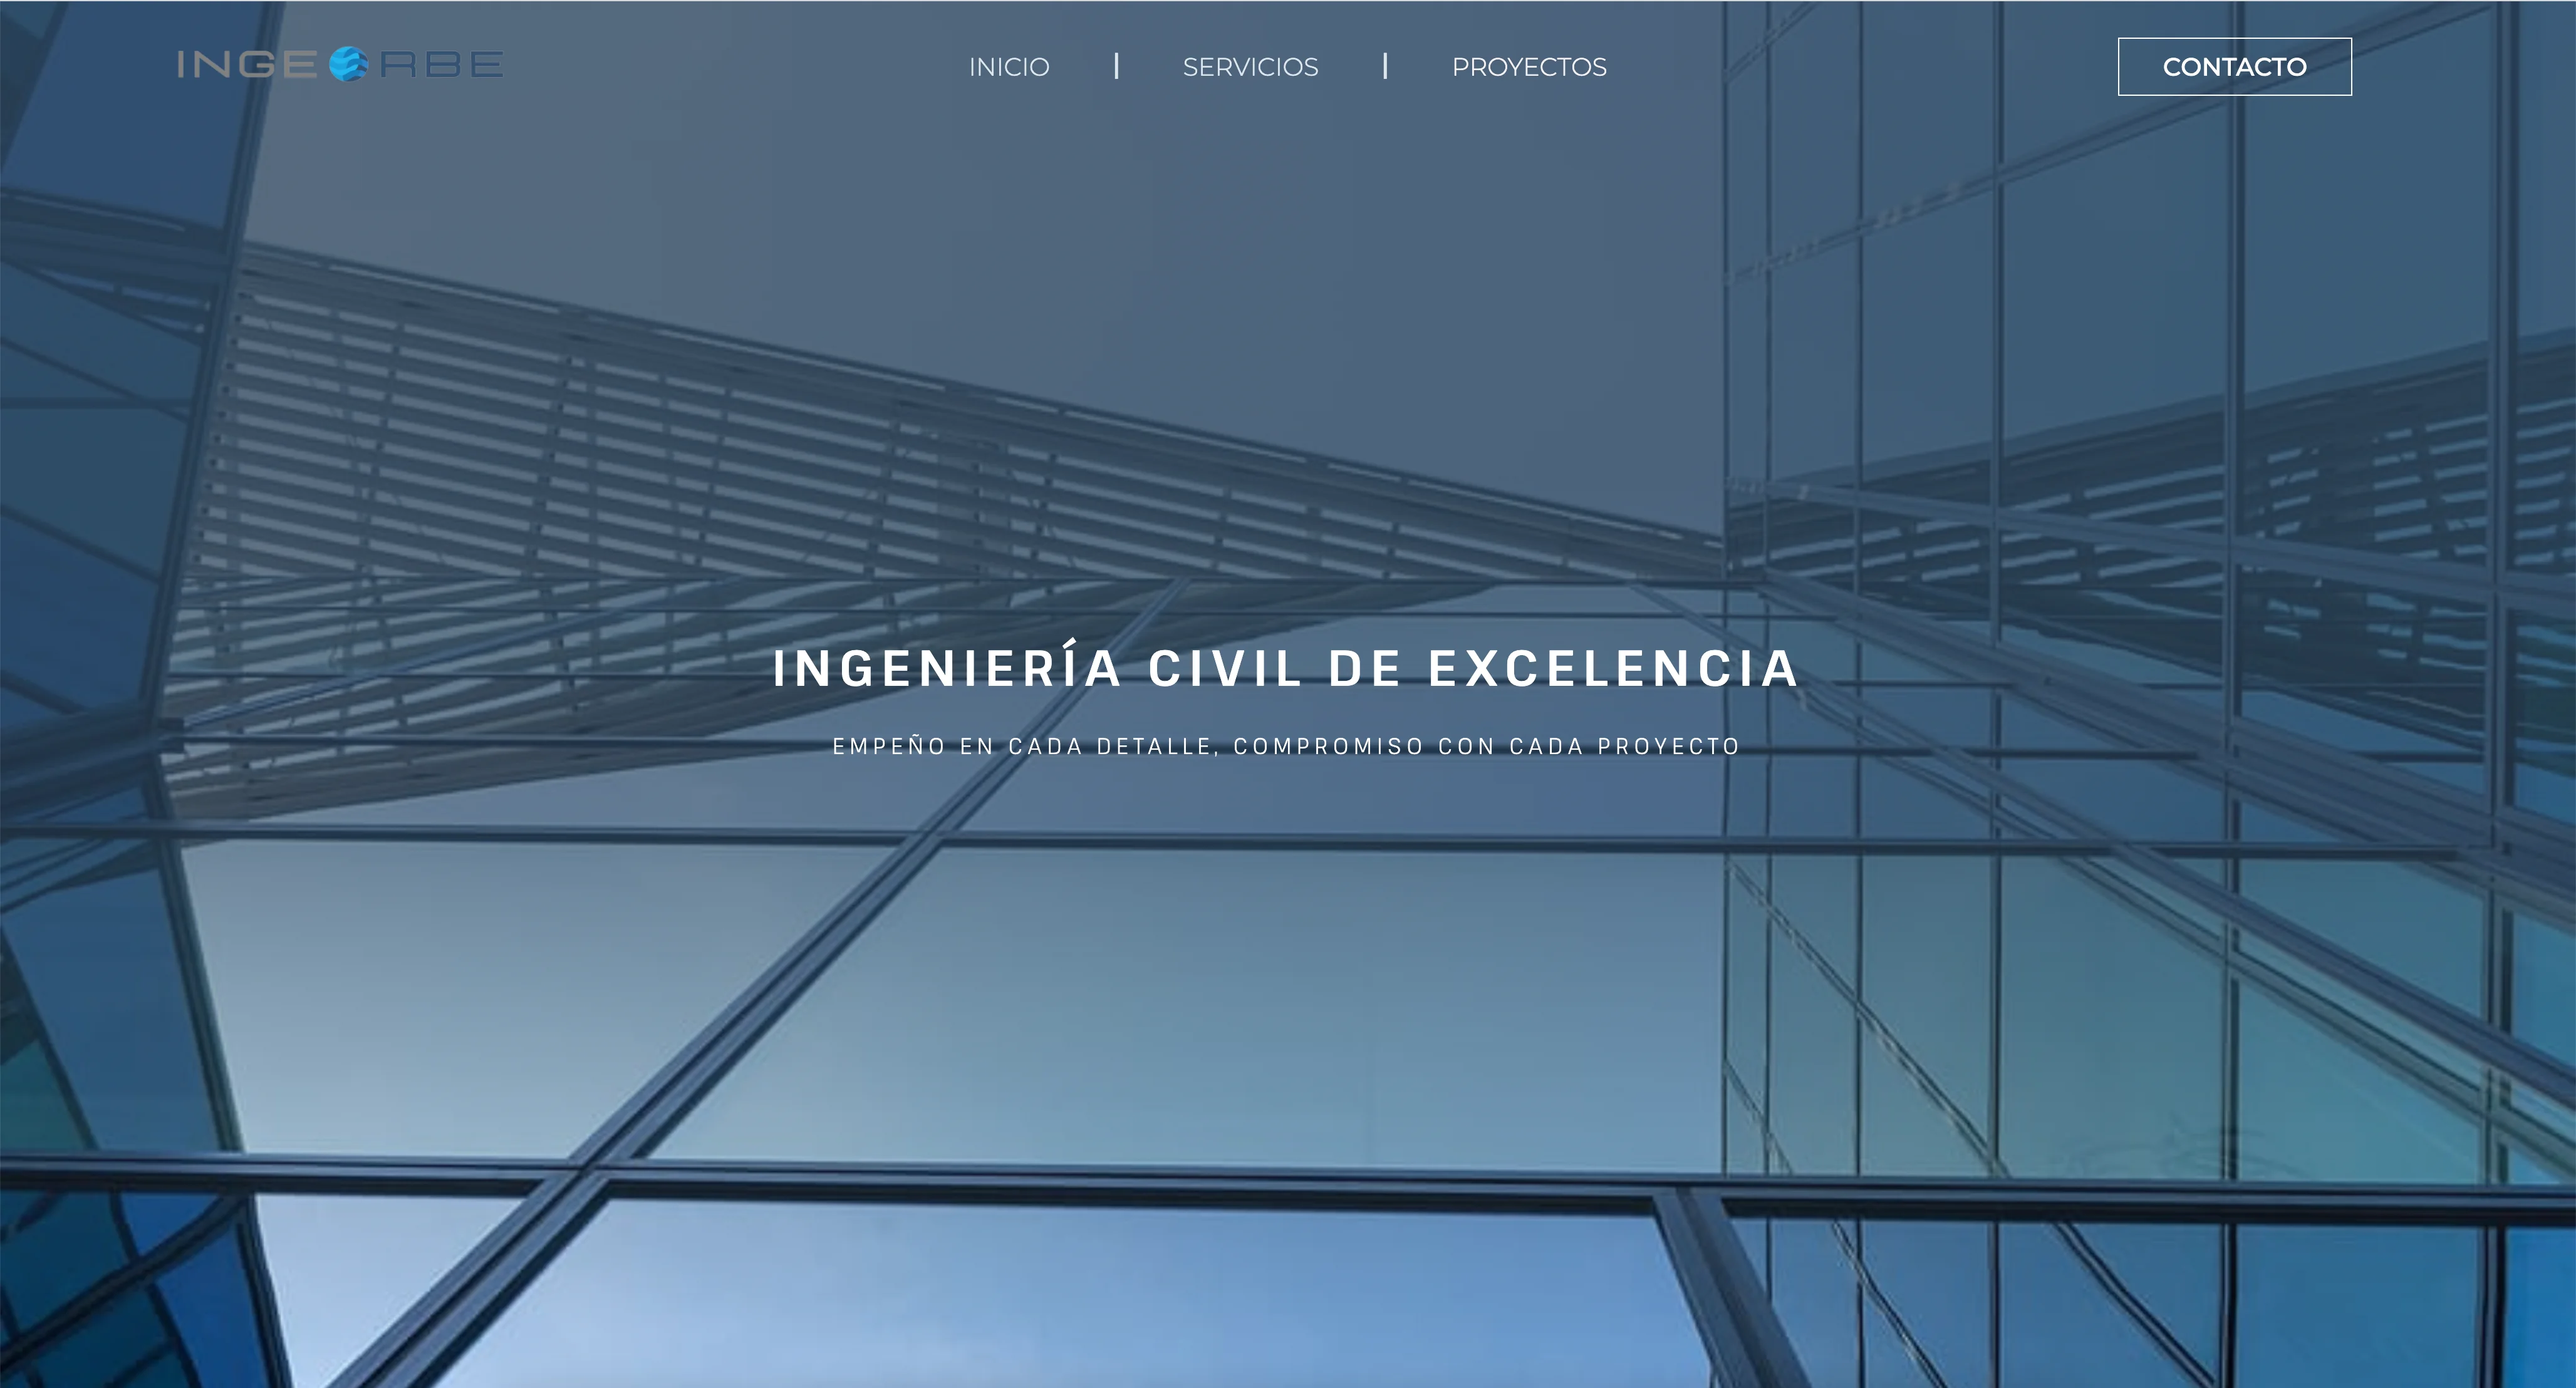 INGEORBE
INICIO | SERVICIOS | PROYECTOS
CONTACTO
INGENIERÍA CIVIL DE EXCELENCIA
EMPEÑO EN CADA DETALLE, COMPROMISO CON CADA PROYECTO